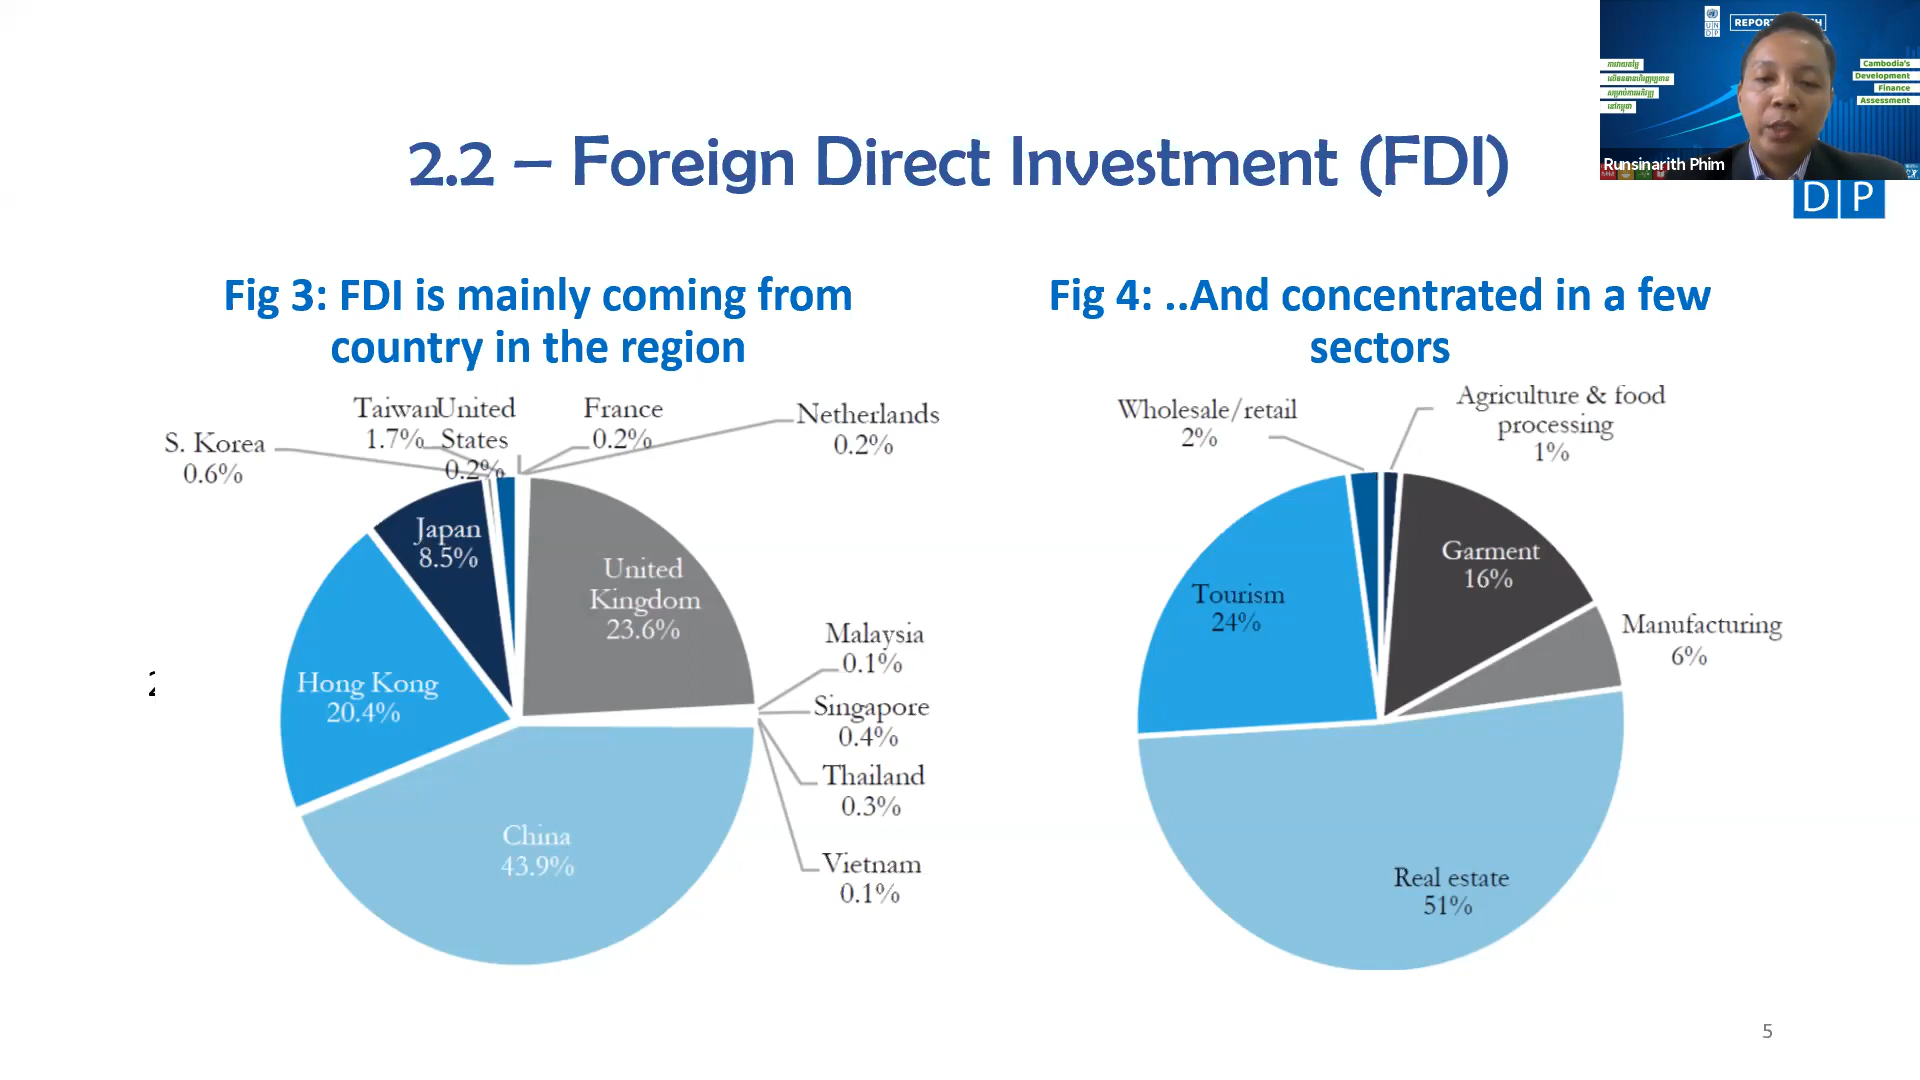 REPORT
UN
DP
Cambodia's
Development
Finance
Assessment
Runsinarith Phim
D P
2.2 – Foreign Direct Investment (FDI)
Fig 3: FDI is mainly coming from
country in the region
S. Korea
0.6%
Taiwan
1.7%
United
States
0.2%
France
0.2%
Netherlands
0.2%
Japan
8.5%
United
Kingdom
23.6%
Malaysia
0.1%
Hong Kong
20.4%
Singapore
0.4%
Thailand
0.3%
China
43.9%
Vietnam
0.1%
Fig 4: ..And concentrated in a few
sectors
Wholesale/retail
2%
Agriculture & food
processing
1%
Garment
16%
Tourism
24%
Manufacturing
6%
Real estate
51%
5